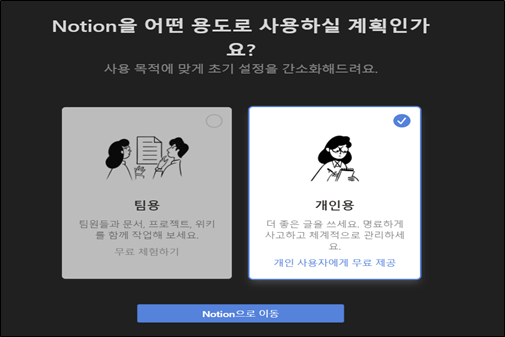 Notion을 어떤 용도로 사용하실 계획인가
요?
사용 목적에 맞게 초기 설정을 간소화해드려요.
팀용
팀원들과 문서, 프로젝트, 위키
를 함께 작업해 보세요.
무료 체험하기
개인용
더 좋은 글을 쓰세요. 명료하게
사고하고 체계적으로 관리하세
요.
개인 사용자에게 무료 제공
Notion으로 이동